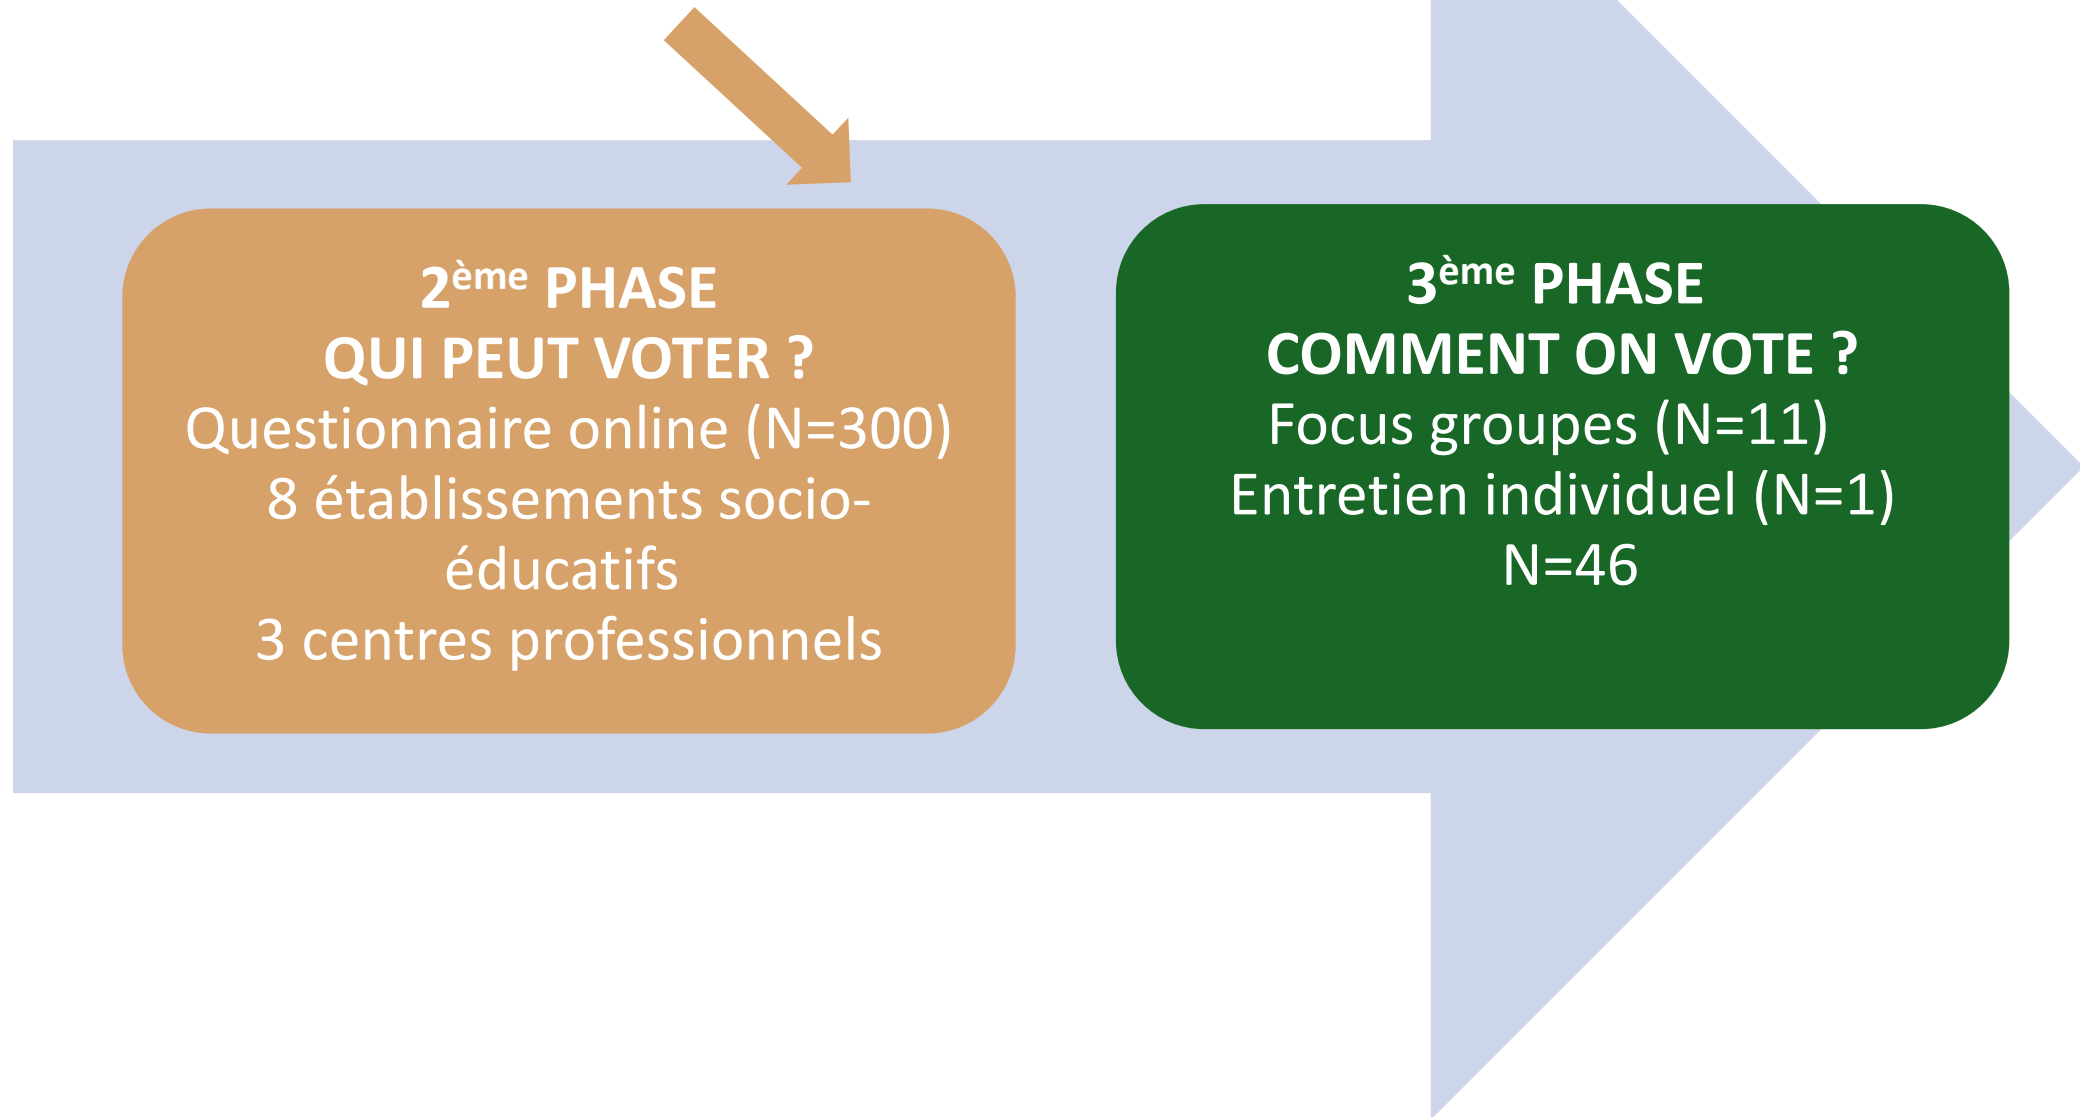 2ème PHASE
QUI PEUT VOTER ?
Questionnaire online (N=300)
8 établissements socio-
éducatifs
3 centres professionnels
3ème PHASE
COMMENT ON VOTE ?
Focus groupes (N=11)
Entretien individuel (N=1)
N=46